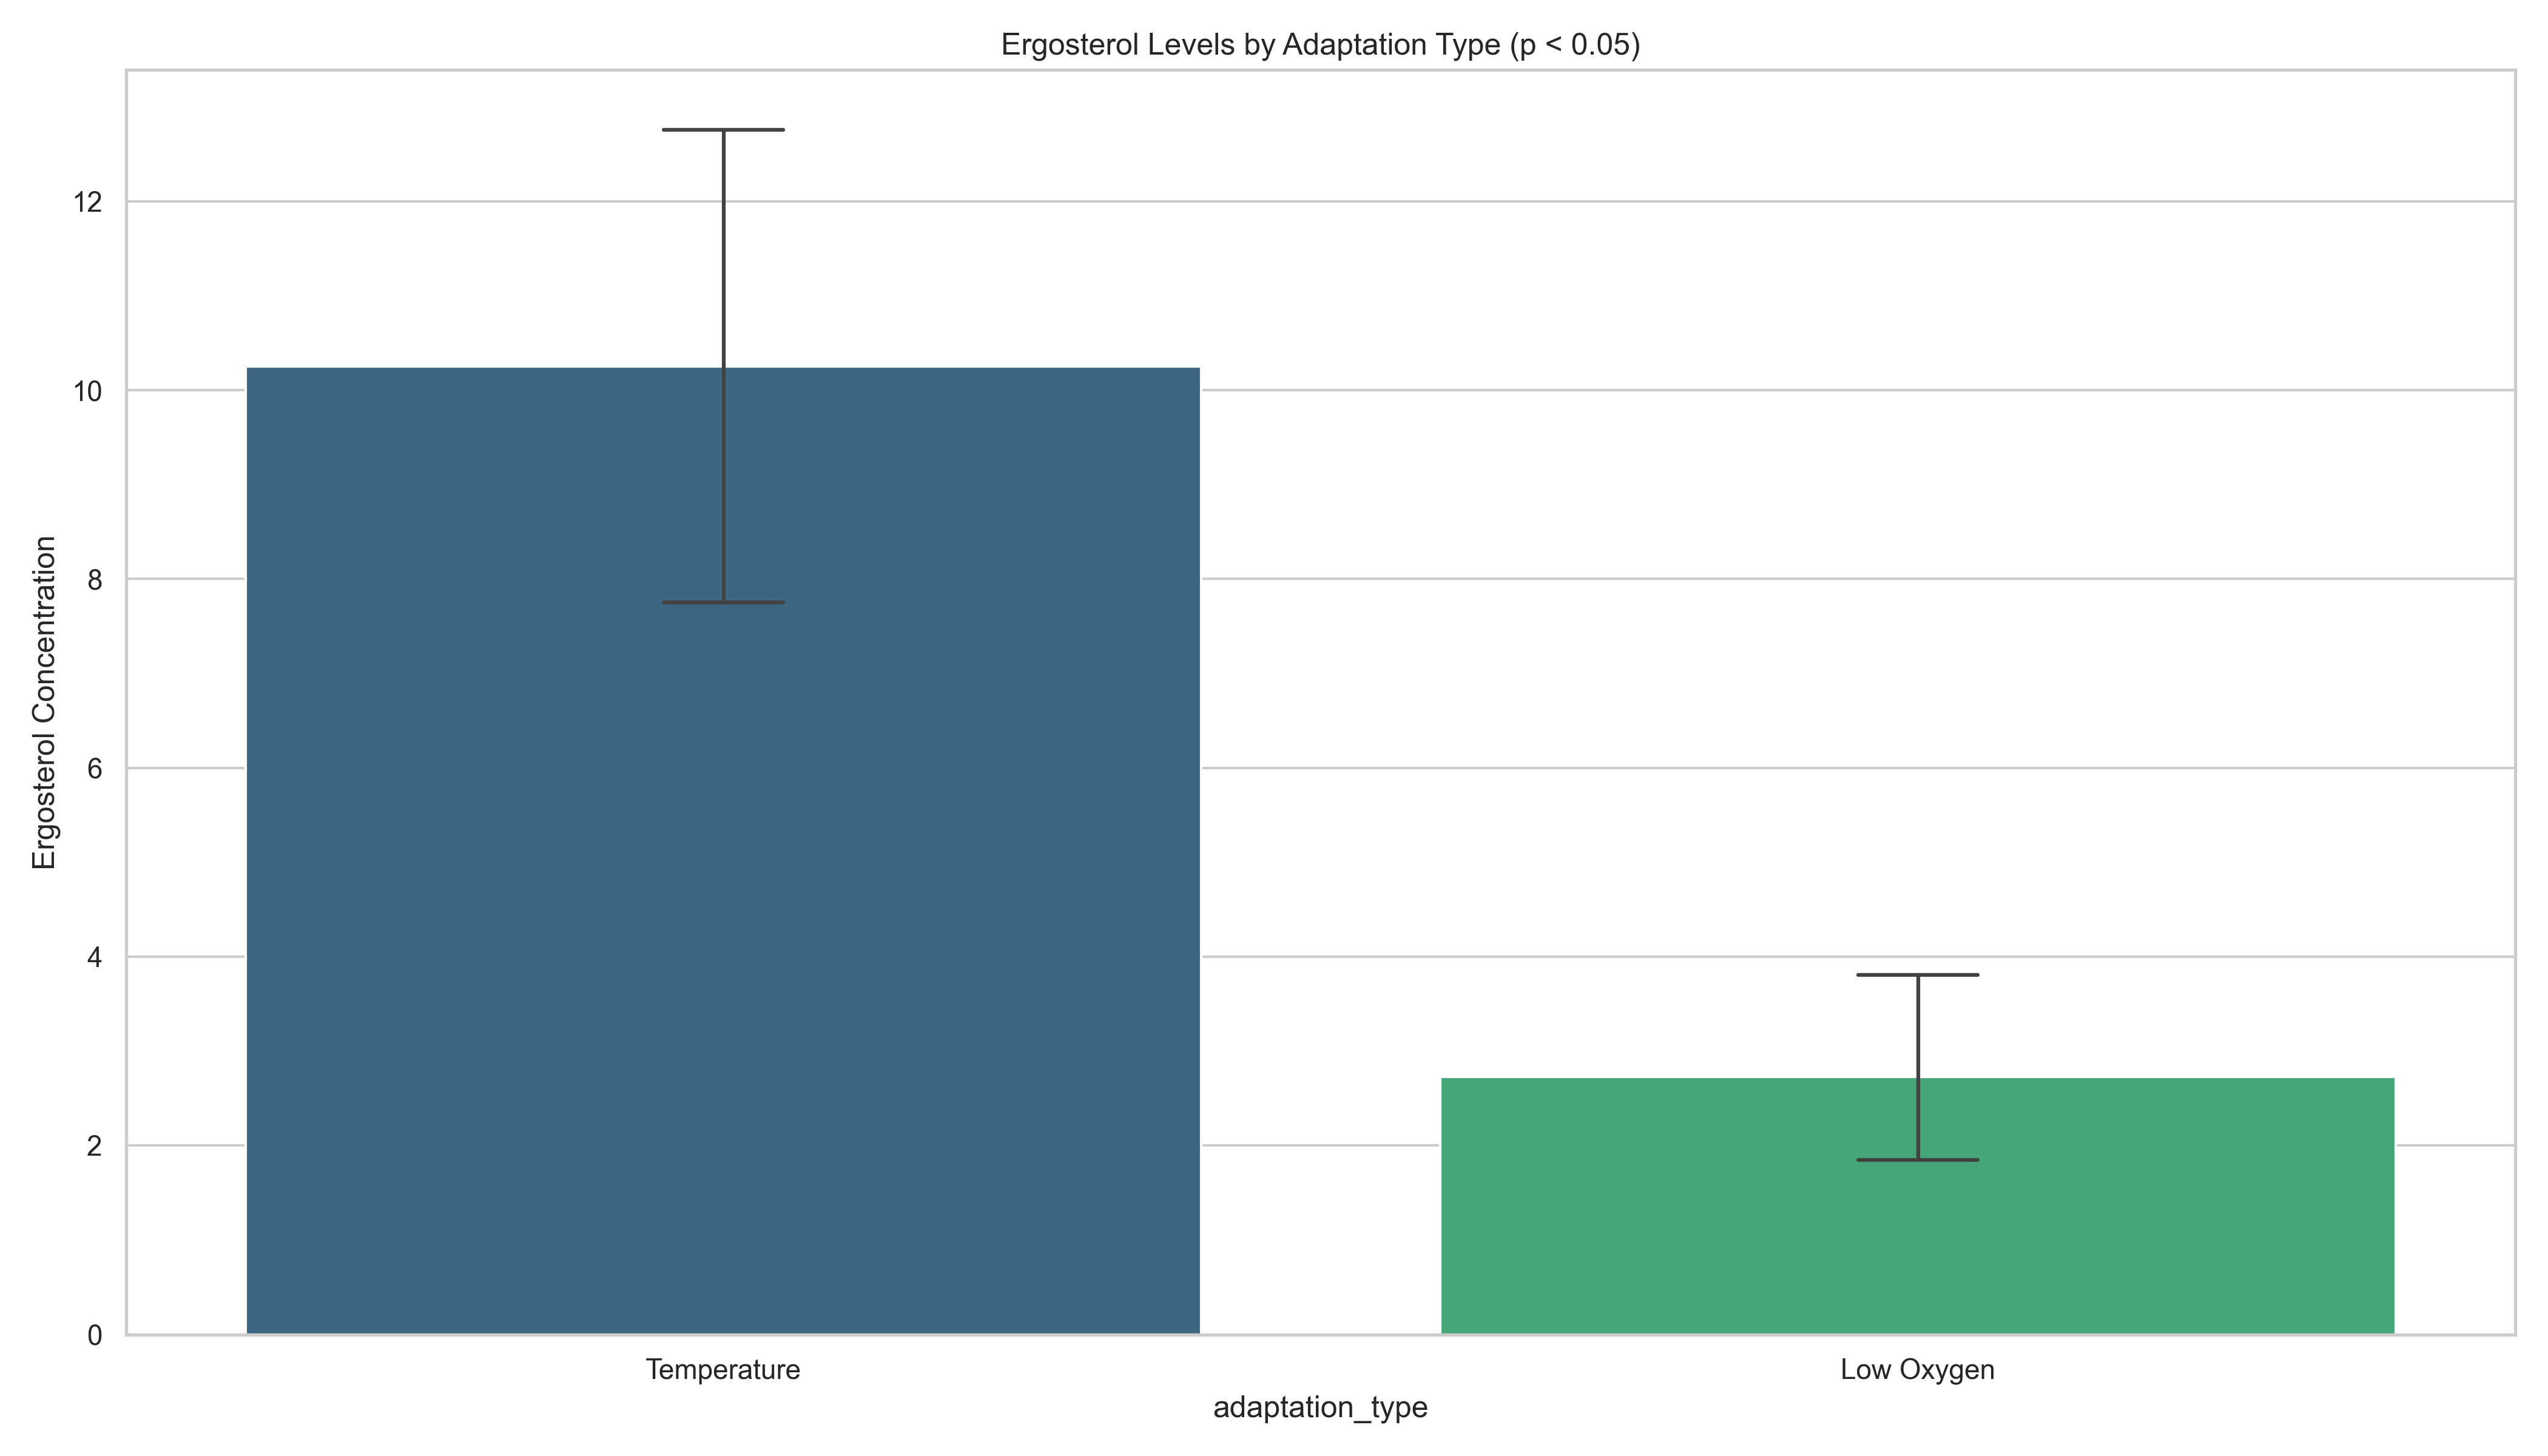 Ergosterol Levels by Adaptation Type (p < 0.05)
Ergosterol Concentration
12
10
8
6
4
2
0
Temperature
Low Oxygen
adaptation_type